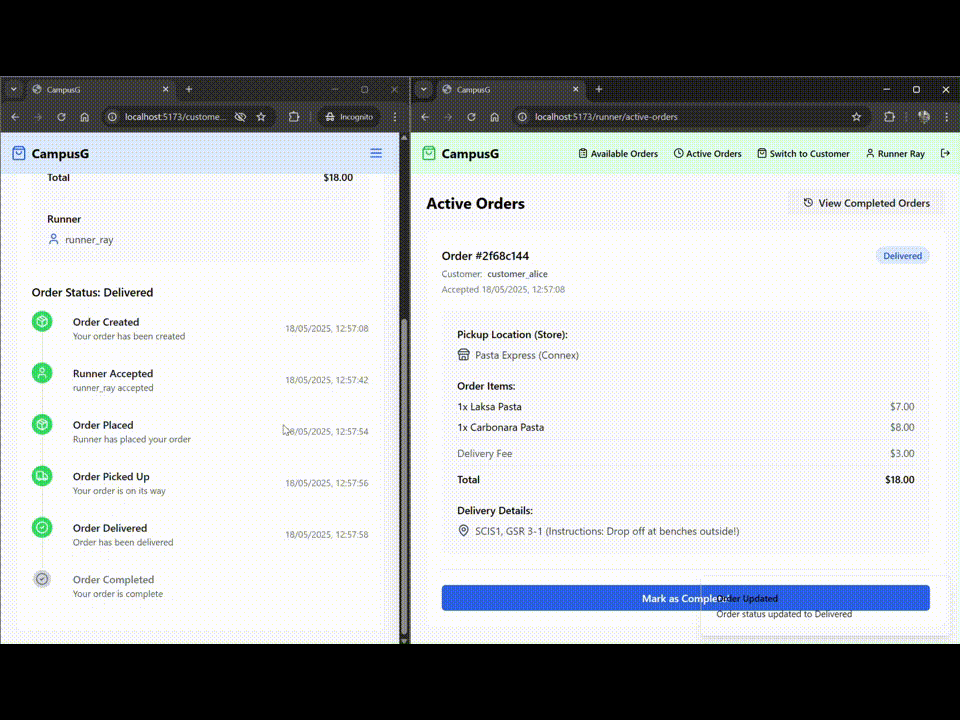 CampusG
localhost:5173/custome...
Incognito
CampusG
Total
$18.00
Runner
runner_ray
Order Status: Delivered
Order Created
Your order has been created
18/05/2025, 12:57:08
Runner Accepted
runner_ray accepted
18/05/2025, 12:57:42
Order Placed
Runner has placed your order
18/05/2025, 12:57:54
Order Picked Up
Your order is on its way
18/05/2025, 12:57:56
Order Delivered
Order has been delivered
18/05/2025, 12:57:58
Order Completed
Your order is complete
CampusG
localhost:5173/runner/active-orders
CampusG
Available Orders
Active Orders
Switch to Customer
Runner Ray
Active Orders
View Completed Orders
Order #2f68c144
Delivered
Customer: customer_alice
Accepted 18/05/2025, 12:57:08
Pickup Location (Store):
Pasta Express (Connex)
Order Items:
1x Laksa Pasta
$7.00
1x Carbonara Pasta
$8.00
Delivery Fee
$3.00
Total
$18.00
Delivery Details:
SCIS1, GSR 3-1 (Instructions: Drop off at benches outside!)
Mark as Complete
Order Updated
Order status updated to Delivered